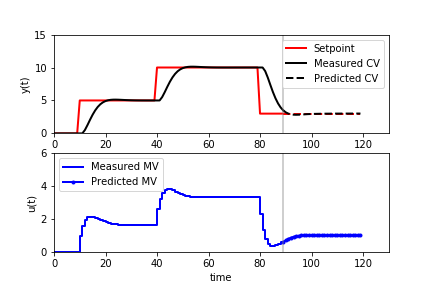 15
10
5
0
y(t)
Setpoint
Measured CV
Predicted CV
0 20 40 60 80 100 120
6
4
2
0
u(t)
Measured MV
Predicted MV
0 20 40 60 80 100 120
time